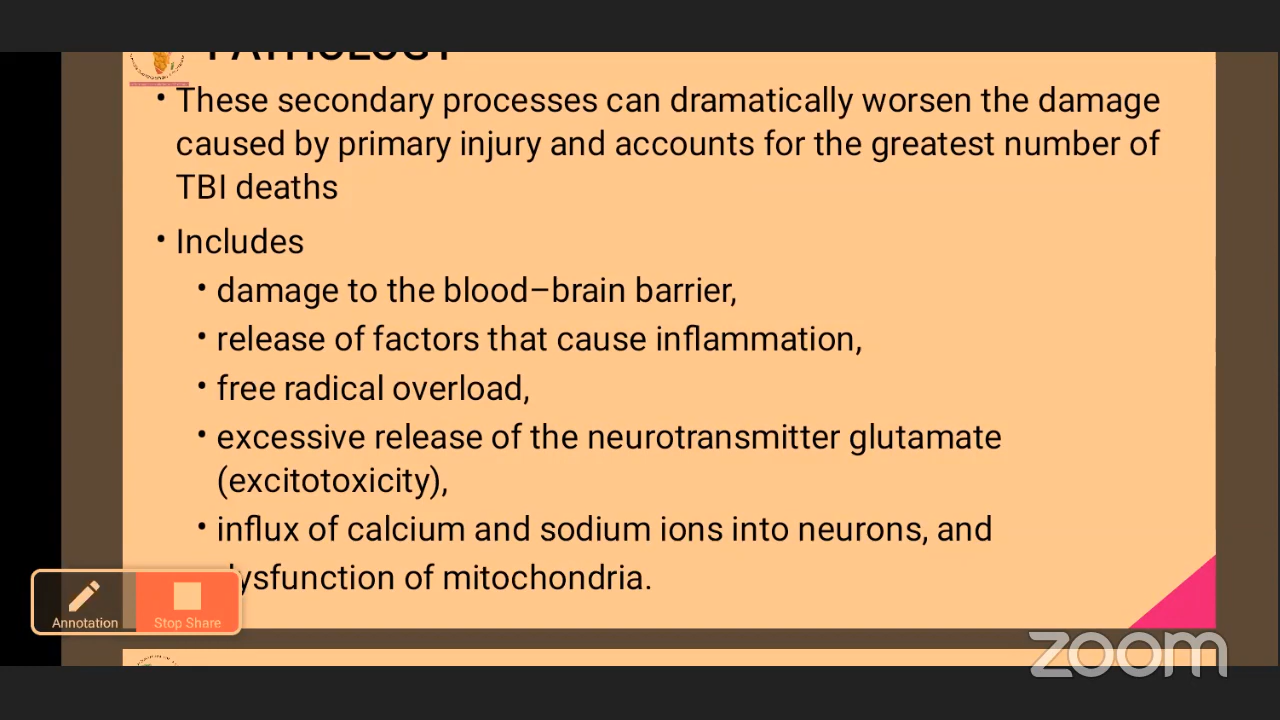 PATHOLOGY
• These secondary processes can dramatically worsen the damage
caused by primary injury and accounts for the greatest number of
TBI deaths
• Includes
• damage to the blood–brain barrier,
• release of factors that cause inflammation,
• free radical overload,
• excessive release of the neurotransmitter glutamate
(excitotoxicity),
• influx of calcium and sodium ions into neurons, and
dysfunction of mitochondria.
Annotation
Stop Share
zoom